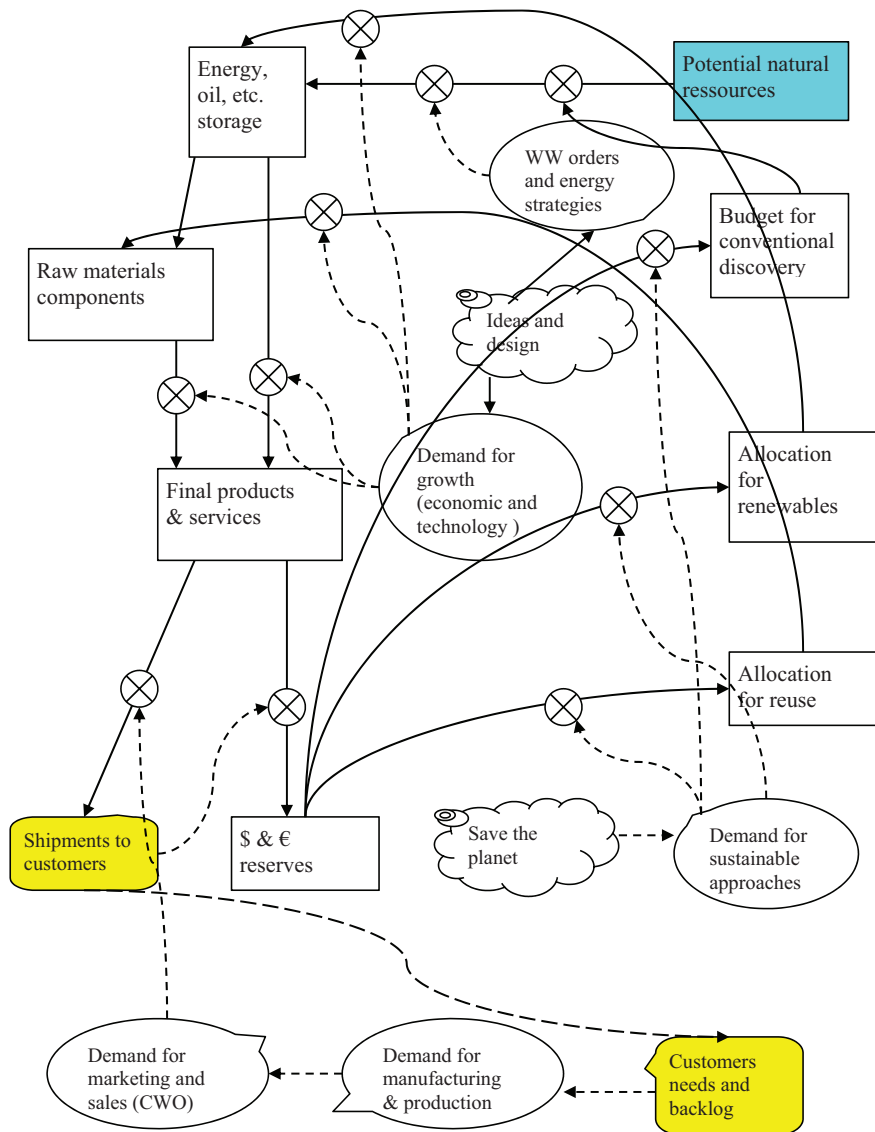 Energy,
oil, etc.
storage
Potential natural
ressources
WW orders
and energy
strategies
Budget for
conventional
discovery
Raw materials
components
Ideas and
design
Demand for
growth
(economic and
technology )
Allocation
for
renewables
Final products
& services
Allocation
for reuse
Shipments to
customers
$ & €
reserves
Save the
planet
Demand for
sustainable
approaches
Demand for
marketing and
sales (CWO)
Demand for
manufacturing
& production
Customers
needs and
backlog